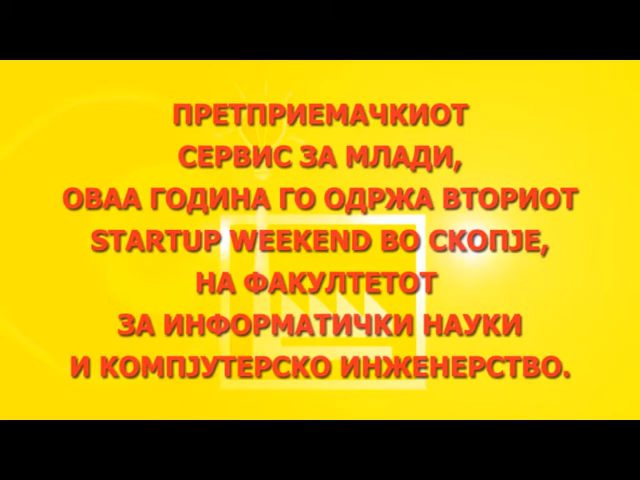 ПРЕТПРИЕМАЧКИОТ
СЕРВИС ЗА МЛАДИ,
ОВАА ГОДИНА ГО ОДРЖА ВТОРИОТ
STARTUP WEEKEND ВО СКОПЈЕ,
НА ФАКУЛТЕТОТ
ЗА ИНФОРМАТИЧКИ НАУКИ
И КОМПЈУТЕРСКО ИНЖЕНЕРСТВО.